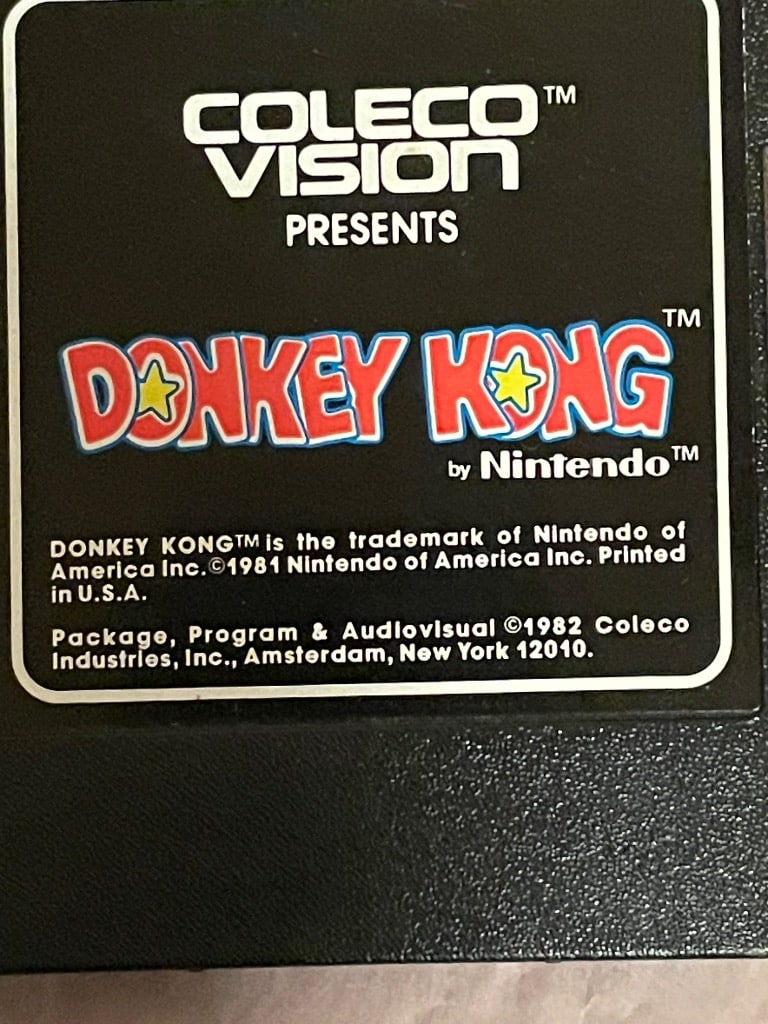 COLECO™
VISION
PRESENTS
DONKEY KONG™
by Nintendo™
DONKEY KONG™ is the trademark of Nintendo of
America Inc.©1981 Nintendo of America Inc. Printed
in U.S.A.
Package, Program & Audiovisual ©1982 Coleco
Industries, Inc., Amsterdam, New York 12010.